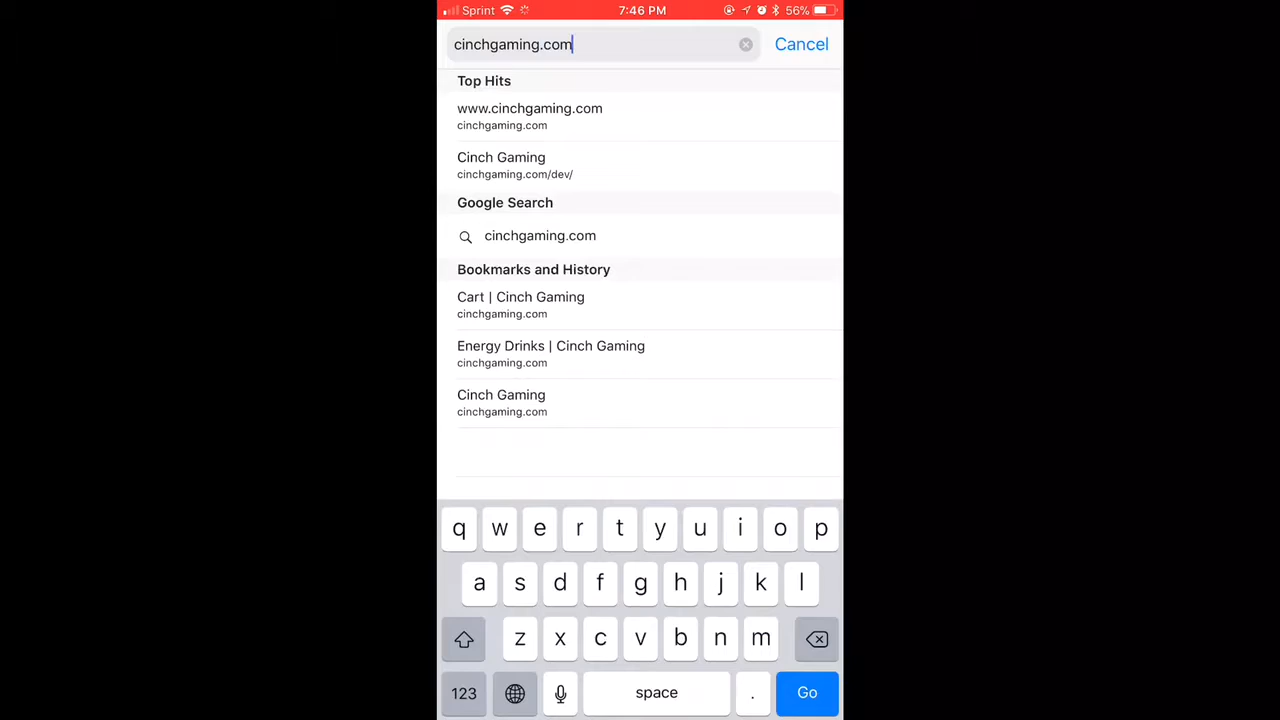 Sprint 7:46 PM 56%
cinchgaming.com Cancel
Top Hits
www.cinchgaming.com
cinchgaming.com
Cinch Gaming
cinchgaming.com/dev/
Google Search
cinchgaming.com
Bookmarks and History
Cart | Cinch Gaming
cinchgaming.com
Energy Drinks | Cinch Gaming
cinchgaming.com
Cinch Gaming
cinchgaming.com
q w e r t y u i o p
a s d f g h j k l
z x c v b n m
123 space . Go